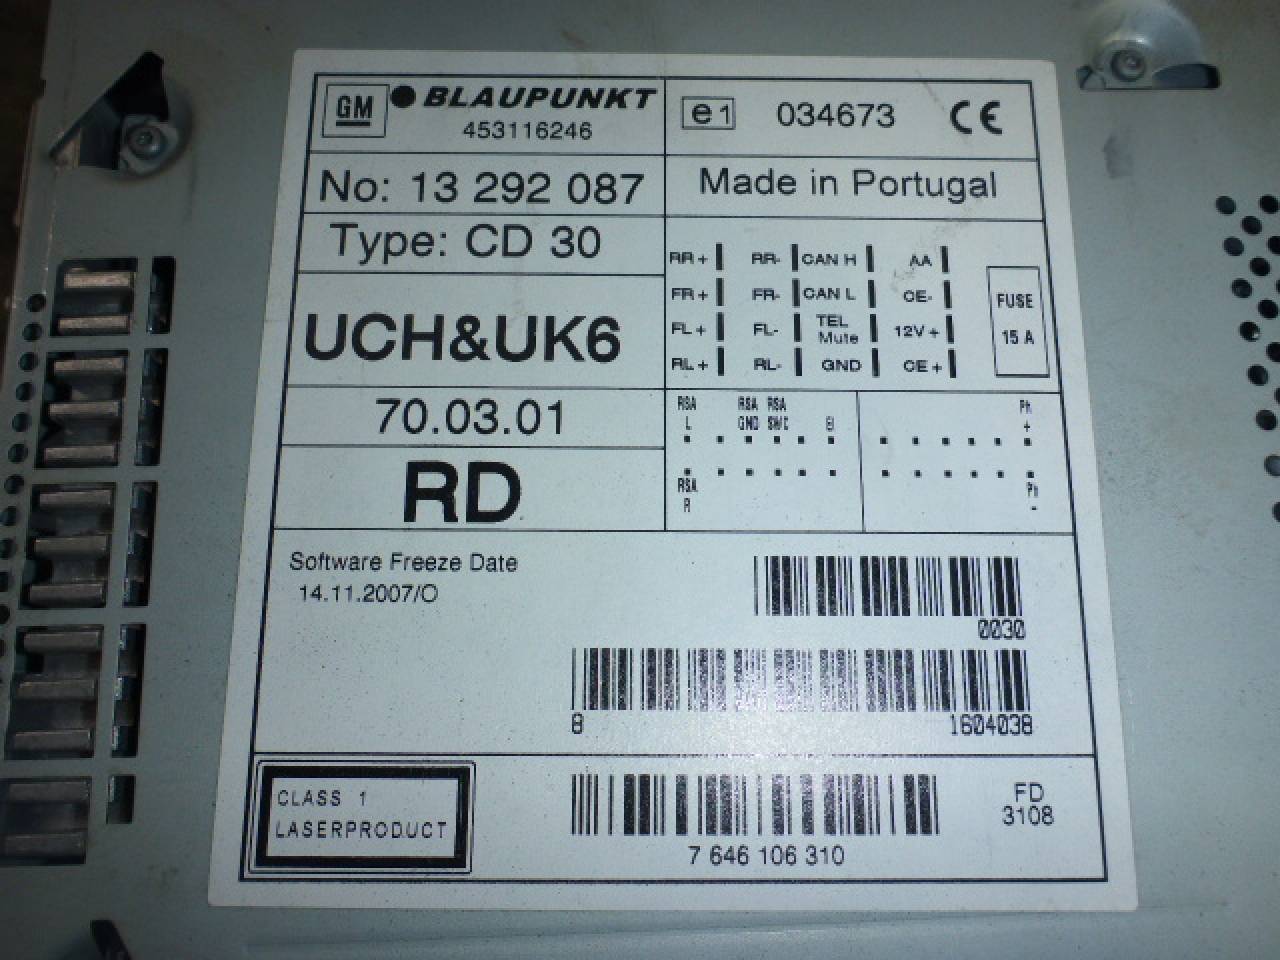 GM BLAUPUNKT
453116246
e1 034673 CE
No: 13 292 087
Made in Portugal
Type: CD 30
UCH&UK6
70.03.01
RD
RR+ RR- CAN H AA
FR+ FR- CAN L CE-
FL+ FL- TEL Mute 12V+
RL+ RL- GND CE+
FUSE
15 A
RSA RSA RSA Ph
L GND SWC +
RSA Ph
R -
Software Freeze Date
14.11.2007/O
0030
8 1604038
CLASS 1
LASERPRODUCT
7 646 106 310
FD
3108